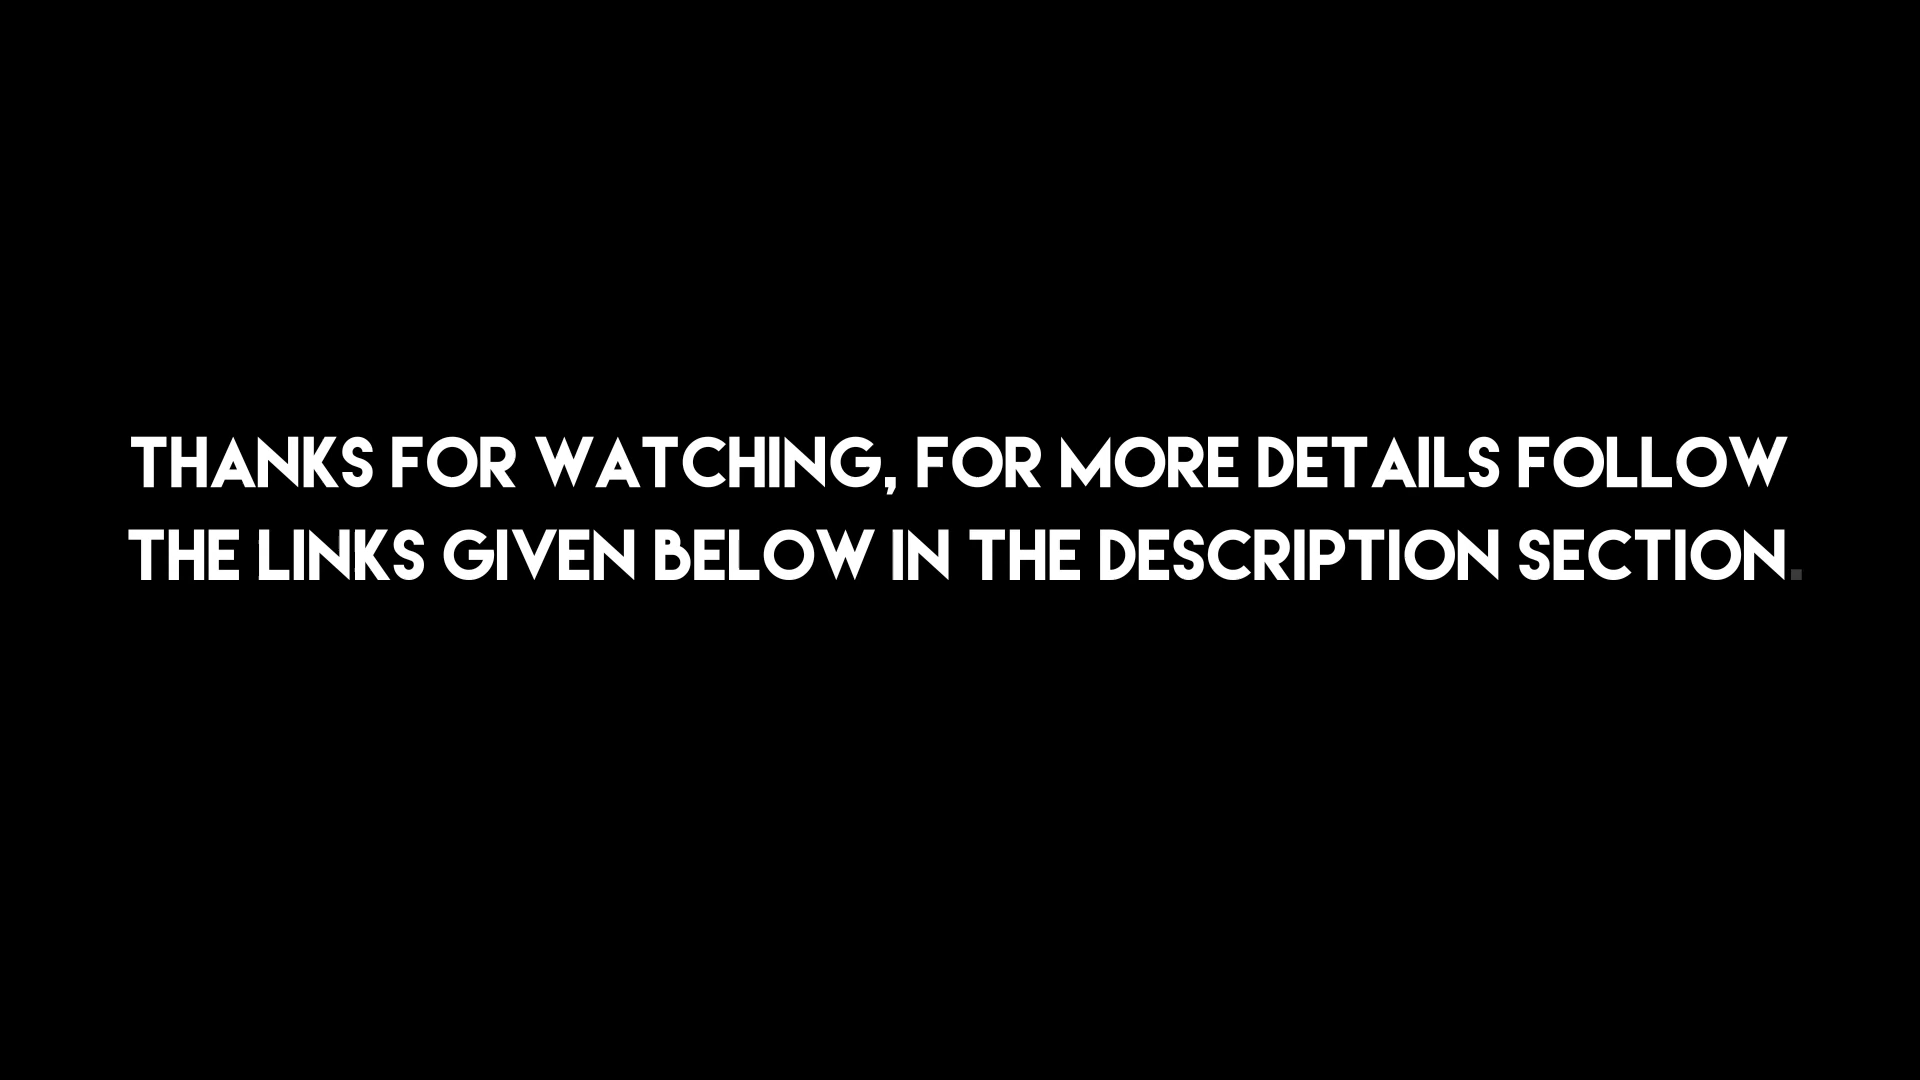 THANKS FOR WATCHING, FOR MORE DETAILS FOLLOW
THE LINKS GIVEN BELOW IN THE DESCRIPTION SECTION.